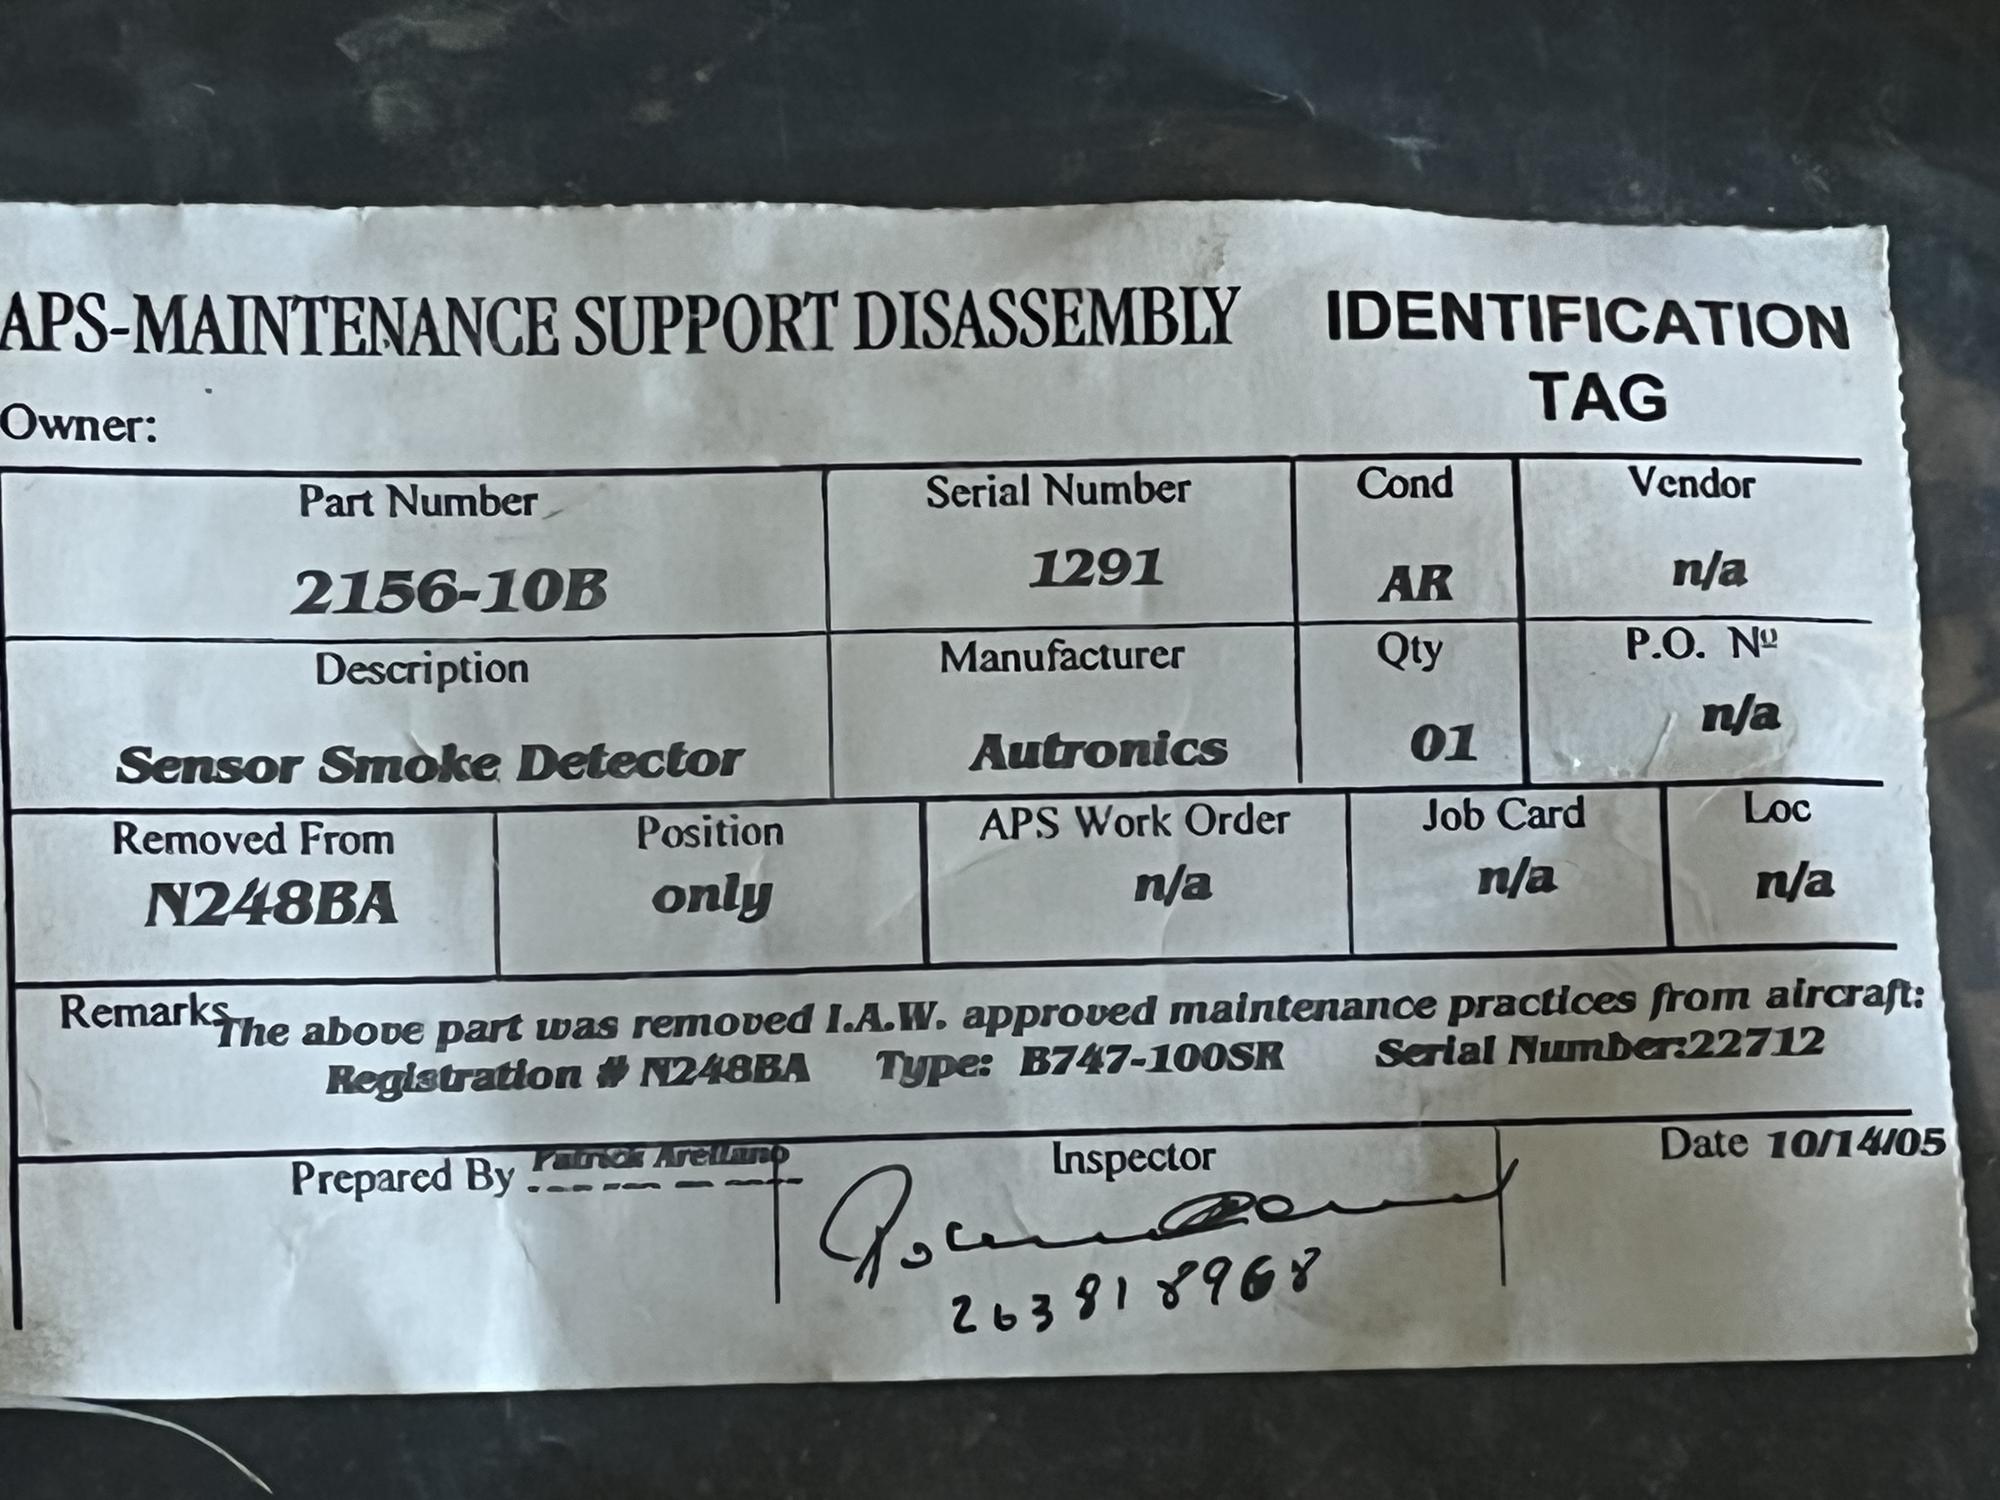 APS-MAINTENANCE SUPPORT DISASSEMBLY IDENTIFICATION
TAG
Owner:
Part Number Serial Number Cond Vendor
2156-10B 1291 AR n/a
Description Manufacturer Qty P.O. Nº
Sensor Smoke Detector Autronics 01 n/a
Removed From Position APS Work Order Job Card Loc
N248BA only n/a n/a n/a
Remarks The above part was removed I.A.W. approved maintenance practices from aircraft:
Registration # N248BA Type: B747-100SR Serial Number:22712
Prepared By Patrick Arellano Inspector Date 10/14/05
263818968